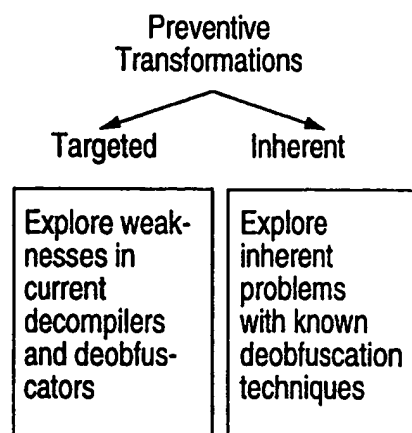 Preventive
Transformations
Targeted
Inherent
Explore weak-
nesses in
current
decompilers
and deobfus-
cators
Explore
inherent
problems
with known
deobfuscation
techniques